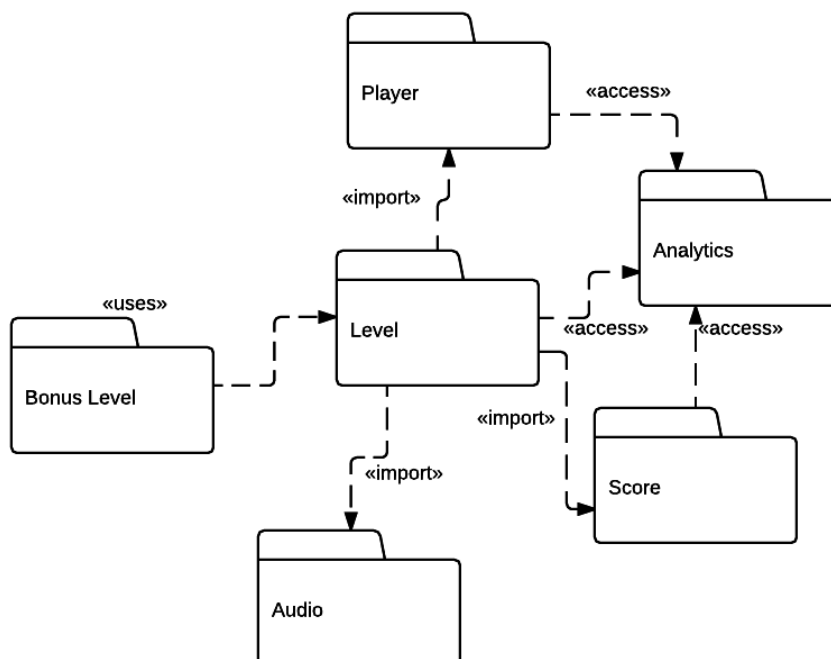 Player
«access»
«import»
Analytics
«uses»
Level
«access»
«access»
Bonus Level
«import»
«import»
Score
Audio